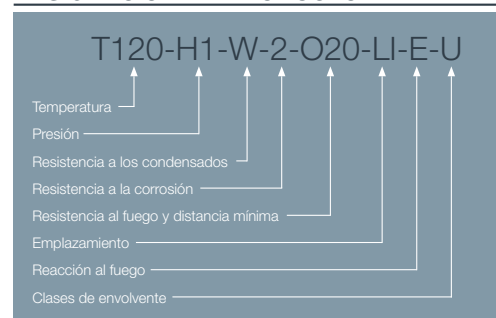 T120-H1-W-2-O20-LI-E-U
Temperatura
Presión
Resistencia a los condensados
Resistencia a la corrosión
Resistencia al fuego y distancia mínima
Emplazamiento
Reacción al fuego
Clases de envolvente